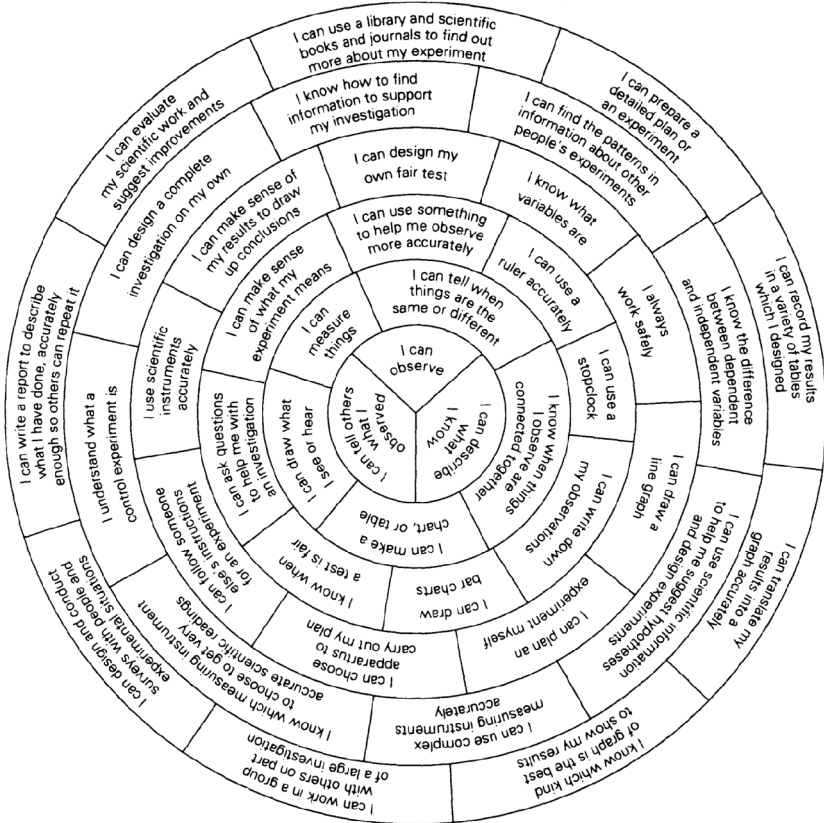 I can
observe
I can describe
what
I know
I can tell others
what I
observed
I can tell when
things are the
same or different
I know when things
I observe are
connected together
I can make a
chart, or table
I can draw what
I see or hear
I can
measure
things
I can use something
to help me observe
more accurately
I can use a
ruler accurately
I can use a
stopclock
I can write down
my observations
I can draw
bar charts
I know when
a test is fair
I can ask questions
to help me with
an investigation
I can make sense
of what my
experiment means
I can design my
own fair test
I know what
variables are
I always
work safely
I can draw a
line graph
I can plan an
experiment myself
I can choose
apparartus to
carry out my plan
I can follow someone
else's instructions
for an experiment
I use scientific
instruments
accurately
I can make sense of
my results to draw
up conclusions
I know how to find
information to support
my investigation
I can find the patterns in
information about other
people's experiments
I know the difference
between dependent
and independent variables
I can use scientific information
to help me suggest hypotheses
and design experiments
I can use complex
measuring instruments
accurately
I know which measuring instrument
to choose to get very
accurate scientific readings
I understand what a
control experiment is
I can design a complete
investigation on my own
I can use a library and scientific
books and journals to find out
more about my experiment
I can prepare a
detailed plan or
an experiment
I can record my results
in a variety of tables
which I designed
I can translate my
results into a
graph accurately
I know which kind
of graph is the best
to show my results
I can work in a group
with others on part
of a large investigation
I can design and conduct
surveys with people and
experimental situations
I can write a report to describe
what I have done, accurately
enough so others can repeat it
I can evaluate
my scientific work and
suggest improvements